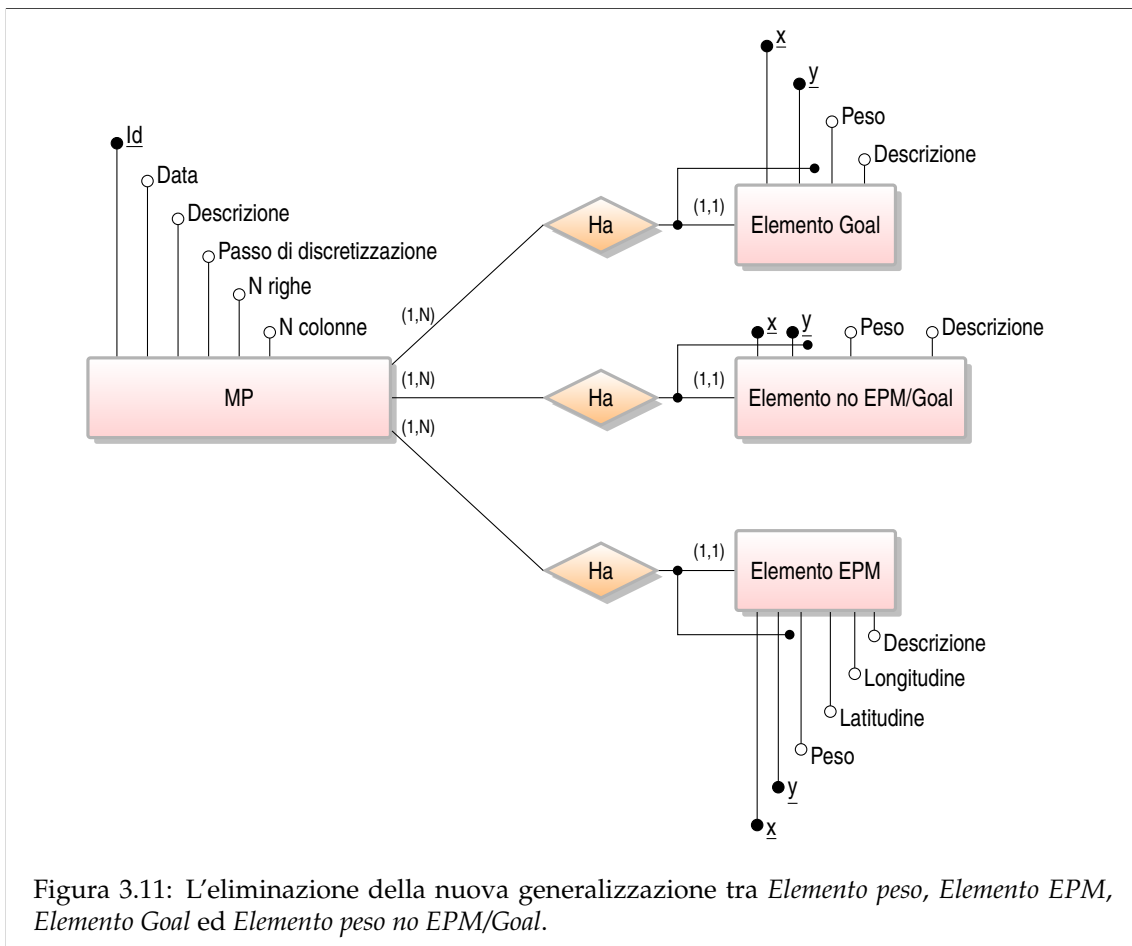 x
y
Peso
Descrizione
Id
Data
Descrizione
Passo di discretizzazione
N righe
N colonne
Ha
(1,1)
Elemento Goal
(1,N)
x
y
Peso
Descrizione
MP
(1,N)
Ha
(1,1)
Elemento no EPM/Goal
(1,N)
Ha
(1,1)
Elemento EPM
Descrizione
Longitudine
Latitudine
Peso
y
x
Figura 3.11: L'eliminazione della nuova generalizzazione tra Elemento peso, Elemento EPM,
Elemento Goal ed Elemento peso no EPM/Goal.